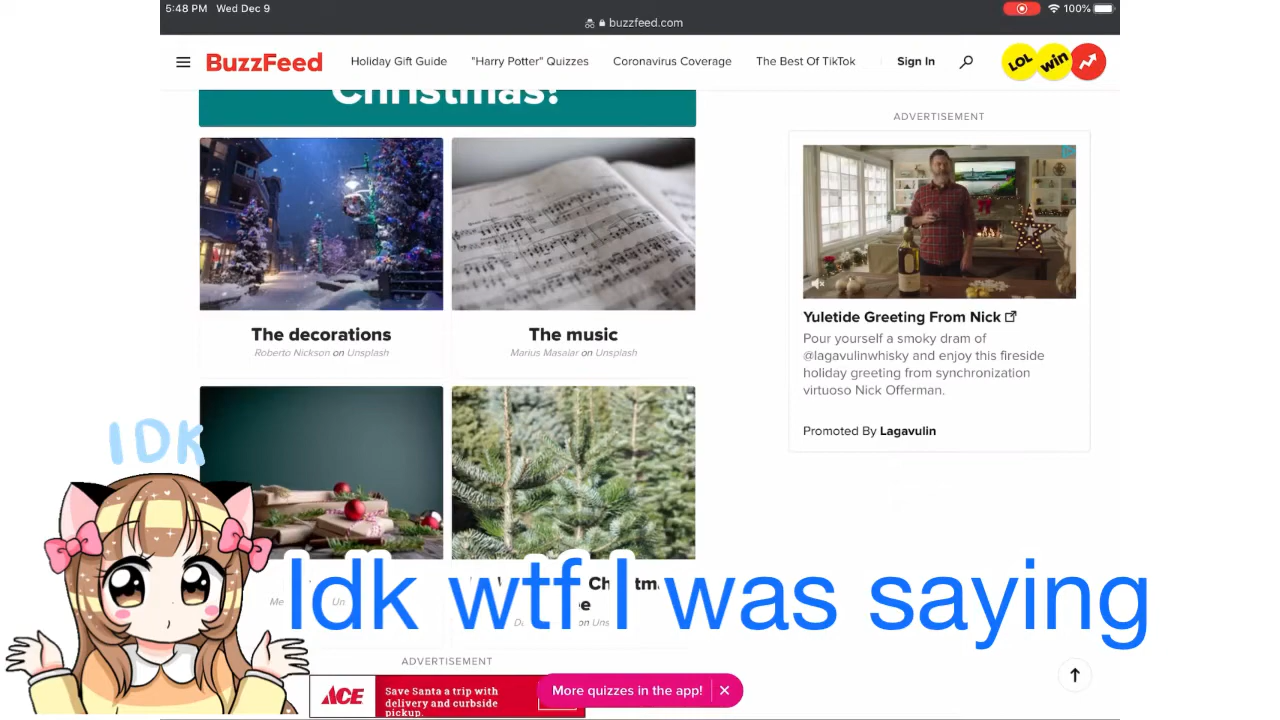 5:48 PM Wed Dec 9
100%
buzzfeed.com
BuzzFeed
Holiday Gift Guide
"Harry Potter" Quizzes
Coronavirus Coverage
The Best Of TikTok
Sign In
LOL
win
Christmas!
ADVERTISEMENT
The decorations
Roberto Nickson on Unsplash
The music
Marius Masalar on Unsplash
Yuletide Greeting From Nick
Pour yourself a smoky dram of
@lagavulinwhisky and enjoy this fireside
holiday greeting from synchronization
virtuoso Nick Offerman.
Promoted By Lagavulin
IDK
Idk wtf I was saying
ADVERTISEMENT
ACE
Save Santa a trip with
delivery and curbside
pickup.
More quizzes in the app!